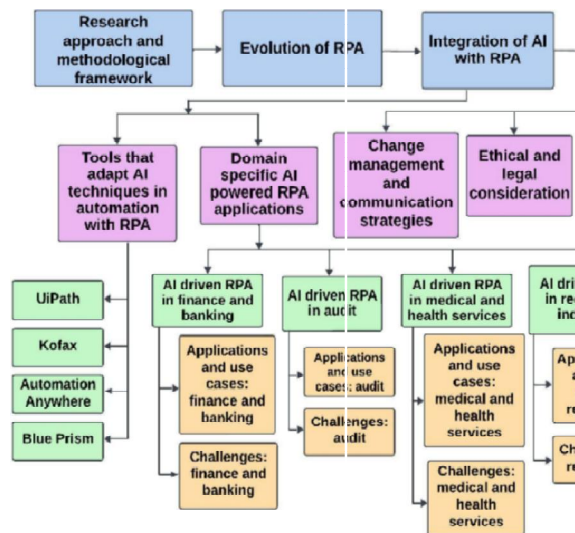 Research
approach and
methodological
framework
Evolution of RPA
Integration of AI
with RPA
Tools that
adapt AI
techniques in
automation
with RPA
Domain
specific AI
powered RPA
applications
Change
management
and
communication
strategies
Ethical and
legal
consideration
UiPath
Kofax
Automation
Anywhere
Blue Prism
AI driven RPA
in finance and
banking
Applications
and use
cases:
finance and
banking
Challenges:
finance and
banking
AI driven RPA
in audit
Applications
and use
cases: audit
Challenges:
audit
AI driven RPA
in medical and
health services
Applications
and use
cases:
medical and
health
services
Challenges:
medical and
health
services
AI driv
in re